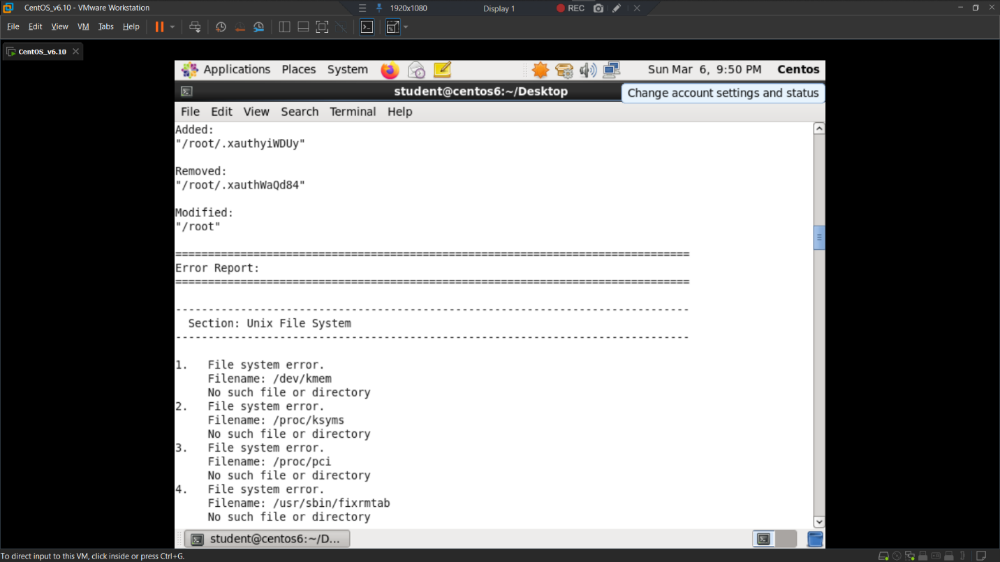 CentOS_v6.10 - VMware Workstation
1920x1080
Display 1
REC
File Edit View VM Tabs Help
CentOS_v6.10
Applications Places System
Sun Mar 6, 9:50 PM Centos
student@centos6:~/Desktop
Change account settings and status
File Edit View Search Terminal Help
Added:
"/root/.xauthyiWDUy"
Removed:
"/root/.xauthWaQd84"
Modified:
"/root"
===============================================================================
Error Report:
===============================================================================
-------------------------------------------------------------------------------
Section: Unix File System
-------------------------------------------------------------------------------
1. File system error.
Filename: /dev/kmem
No such file or directory
2. File system error.
Filename: /proc/ksyms
No such file or directory
3. File system error.
Filename: /proc/pci
No such file or directory
4. File system error.
Filename: /usr/sbin/fixrmtab
No such file or directory
student@centos6:~/D...
To direct input to this VM, click inside or press Ctrl+G.